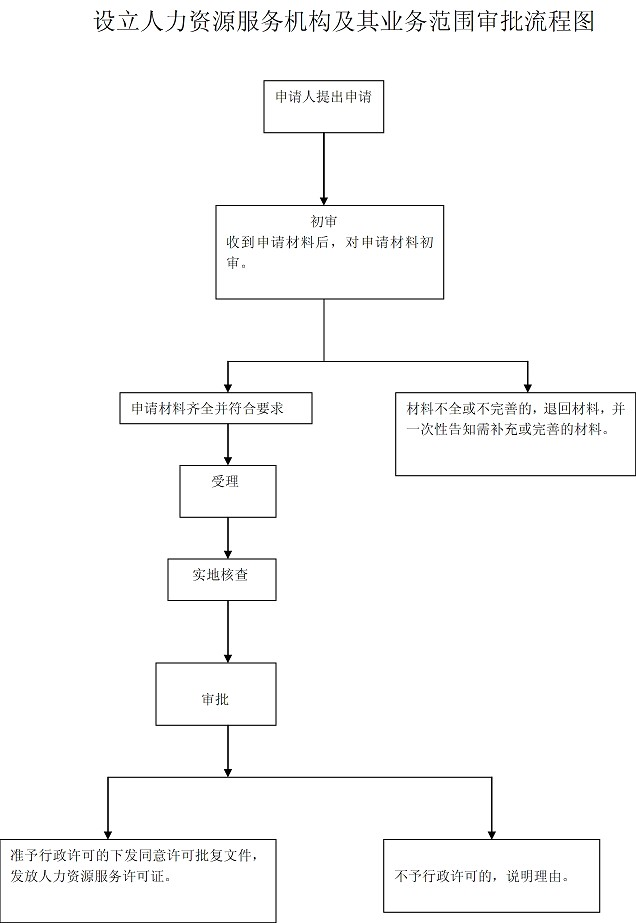 设立人力资源服务机构及其业务范围审批流程图
申请人提出申请
初审
收到申请材料后，对申请材料初
审。
申请材料齐全并符合要求
材料不全或不完善的，退回材料，并
一次性告知需补充或完善的材料。
受理
实地核查
审批
准予行政许可的下发同意许可批复文件，
发放人力资源服务许可证。
不予行政许可的，说明理由。